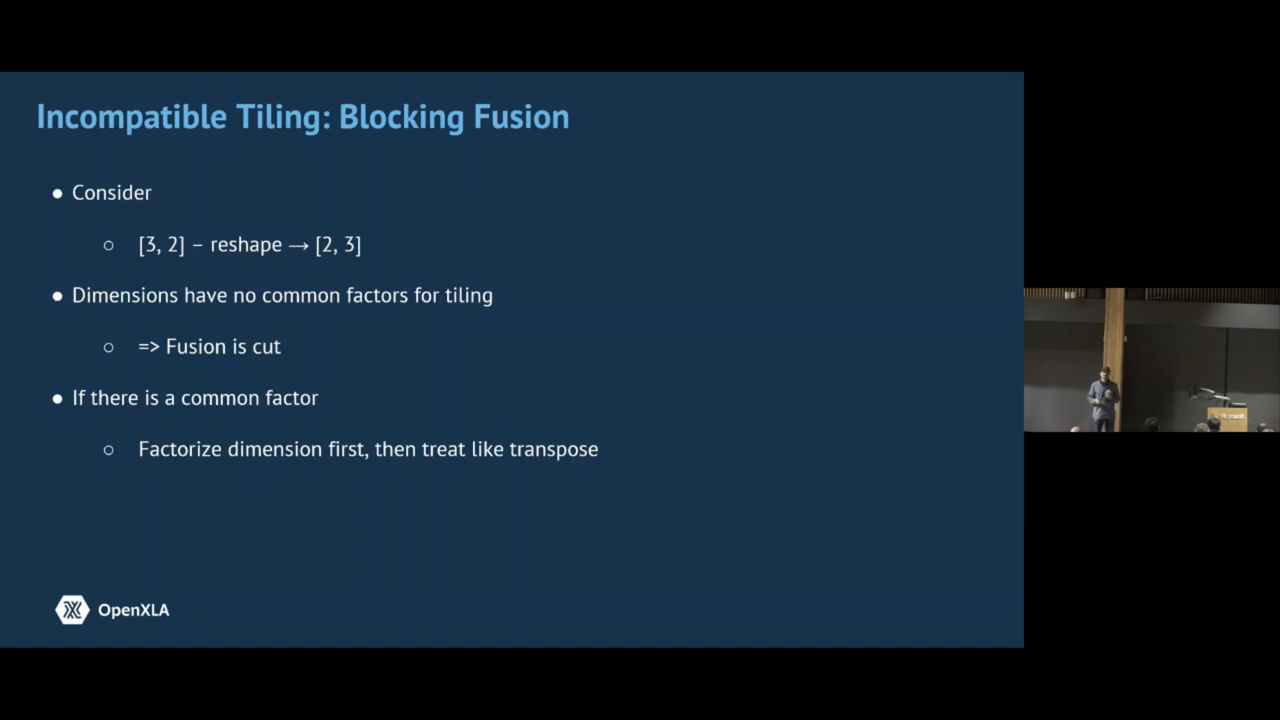 Incompatible Tiling: Blocking Fusion
● Consider
○ [3, 2] – reshape → [2, 3]
● Dimensions have no common factors for tiling
○ => Fusion is cut
● If there is a common factor
○ Factorize dimension first, then treat like transpose
OpenXLA
Microsoft